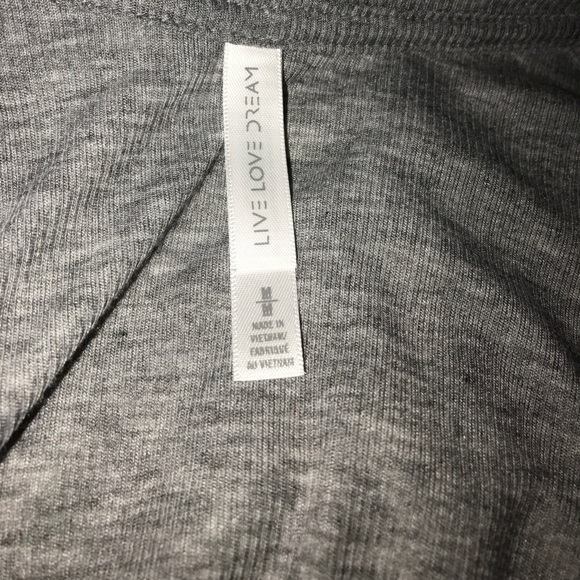 LIVE LOVE DREAM
M
M
MADE IN
VIETNAM/
FABRIQUÉ
AU VIETNAM